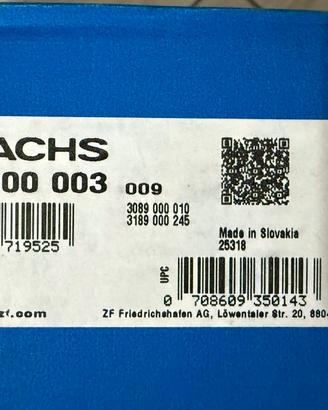 ACHS
00 003 009
3089 000 010
3189 000 245
719525
Made in Slovakia
25318
UPC
0 708609 350143
zf.com
ZF Friedrichshafen AG, Löwentaler Str. 20, 880